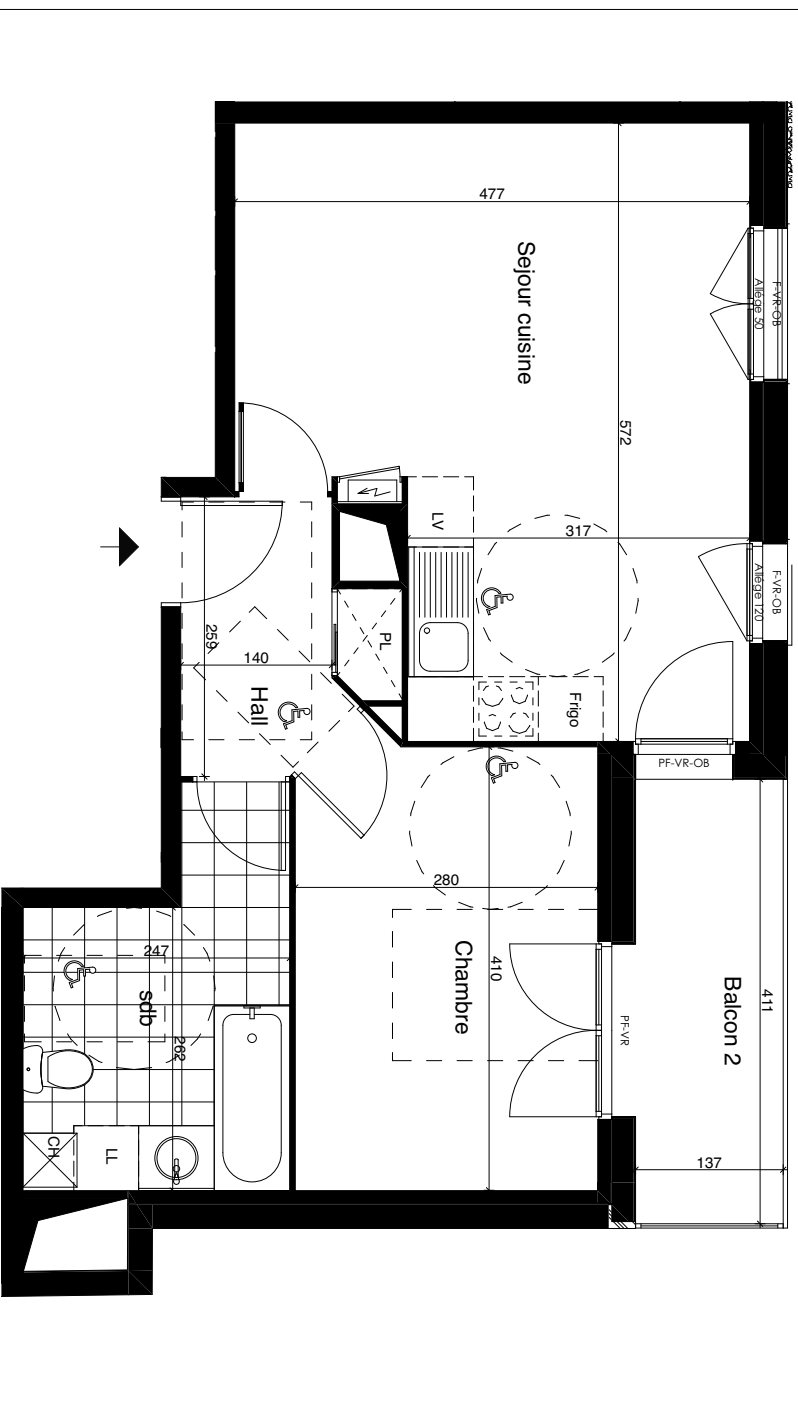 477
Sejour cuisine
F-VR-OB
Allège 50
572
LV
317
F-VR-OB
Allège 120
259
140
PL
Hall
Frigo
PF-VR-OB
280
Chambre
410
247
sdb
262
PF-VR
Balcon 2
411
137
CH
LL